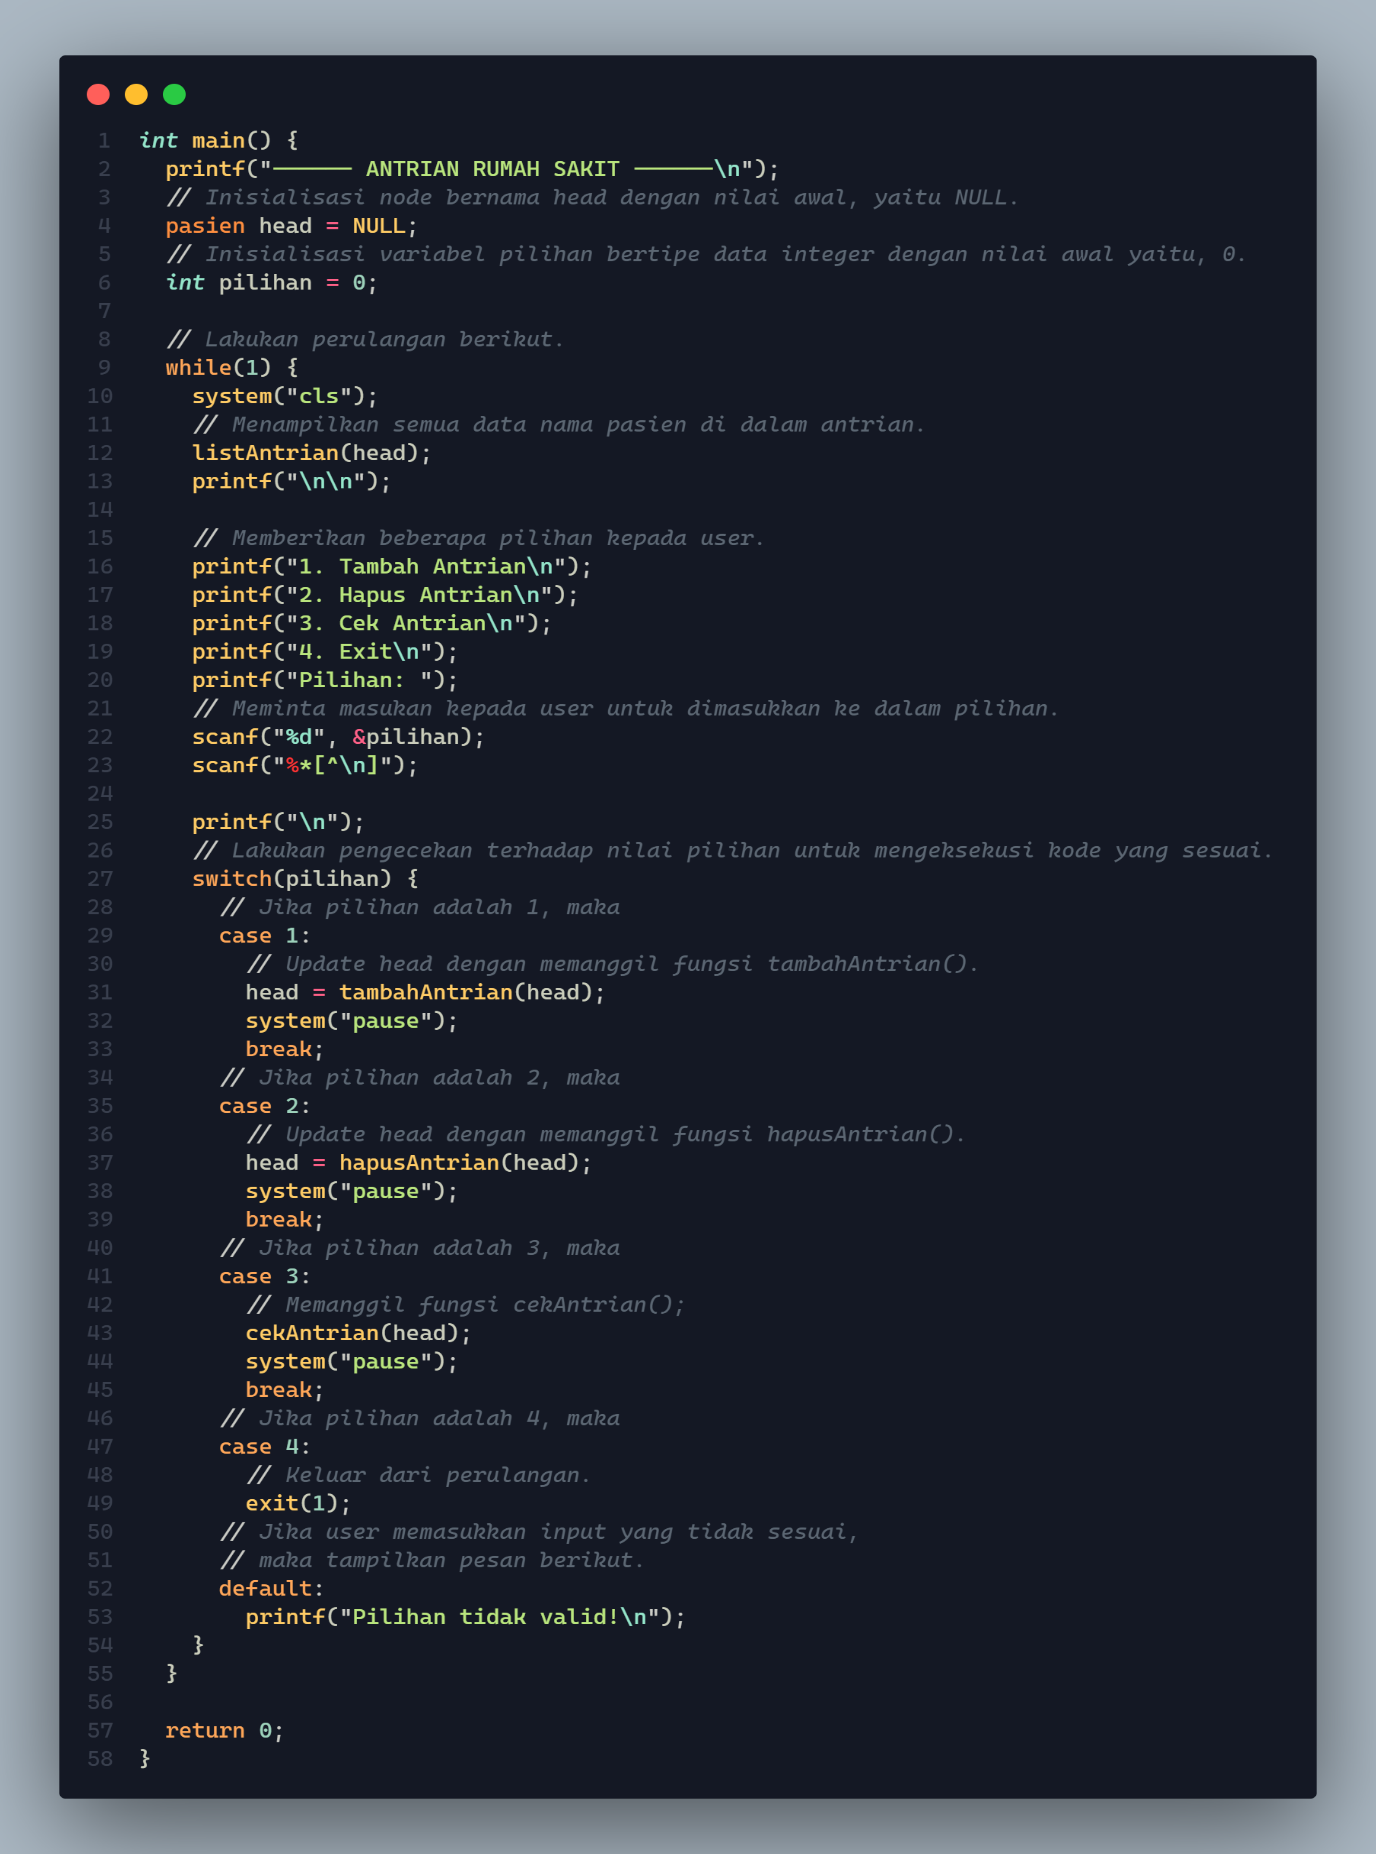 1 int main() {
2 printf("------ ANTRIAN RUMAH SAKIT ------\n");
3 // Inisialisasi node bernama head dengan nilai awal, yaitu NULL.
4 pasien head = NULL;
5 // Inisialisasi variabel pilihan bertipe data integer dengan nilai awal yaitu, 0.
6 int pilihan = 0;
7
8 // Lakukan perulangan berikut.
9 while(1) {
10 system("cls");
11 // Menampilkan semua data nama pasien di dalam antrian.
12 listAntrian(head);
13 printf("\n\n");
14
15 // Memberikan beberapa pilihan kepada user.
16 printf("1. Tambah Antrian\n");
17 printf("2. Hapus Antrian\n");
18 printf("3. Cek Antrian\n");
19 printf("4. Exit\n");
20 printf("Pilihan: ");
21 // Meminta masukan kepada user untuk dimasukkan ke dalam pilihan.
22 scanf("%d", &pilihan);
23 scanf("%*[^\n]");
24
25 printf("\n");
26 // Lakukan pengecekan terhadap nilai pilihan untuk mengeksekusi kode yang sesuai.
27 switch(pilihan) {
28 // Jika pilihan adalah 1, maka
29 case 1:
30 // Update head dengan memanggil fungsi tambahAntrian().
31 head = tambahAntrian(head);
32 system("pause");
33 break;
34 // Jika pilihan adalah 2, maka
35 case 2:
36 // Update head dengan memanggil fungsi hapusAntrian().
37 head = hapusAntrian(head);
38 system("pause");
39 break;
40 // Jika pilihan adalah 3, maka
41 case 3:
42 // Memanggil fungsi cekAntrian();
43 cekAntrian(head);
44 system("pause");
45 break;
46 // Jika pilihan adalah 4, maka
47 case 4:
48 // Keluar dari perulangan.
49 exit(1);
50 // Jika user memasukkan input yang tidak sesuai,
51 // maka tampilkan pesan berikut.
52 default:
53 printf("Pilihan tidak valid!\n");
54 }
55 }
56
57 return 0;
58 }